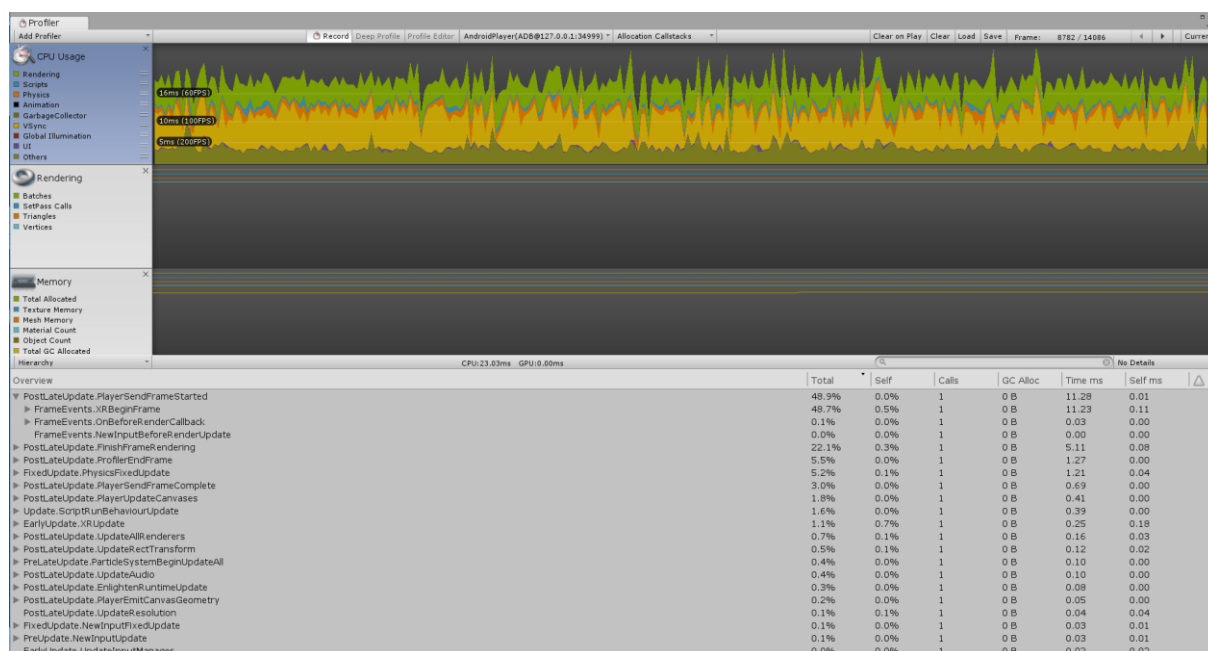 Profiler
Add Profiler Record Deep Profile Profile Editor AndroidPlayer(ADB@127.0.0.1:34999) Allocation Callstacks Clear on Play Clear Load Save Frame: 8782 / 14086 Curren
CPU Usage
Rendering
Scripts
Physics
Animation
GarbageCollector
VSync
Global Illumination
UI
Others
16ms (60FPS)
10ms (100FPS)
5ms (200FPS)
Rendering
Batches
SetPass Calls
Triangles
Vertices
Memory
Total Allocated
Texture Memory
Mesh Memory
Material Count
Object Count
Total GC Allocated
Hierarchy CPU:23.03ms GPU:0.00ms No Details
Overview Total Self Calls GC Alloc Time ms Self ms
PostLateUpdate.PlayerSendFrameStarted 48.9% 0.0% 1 0 B 11.28 0.01
FrameEvents.XRBeginFrame 48.7% 0.5% 1 0 B 11.23 0.11
FrameEvents.OnBeforeRenderCallback 0.1% 0.0% 1 0 B 0.03 0.00
FrameEvents.NewInputBeforeRenderUpdate 0.0% 0.0% 1 0 B 0.00 0.00
PostLateUpdate.FinishFrameRendering 22.1% 0.3% 1 0 B 5.11 0.08
PostLateUpdate.ProfilerEndFrame 5.5% 0.0% 1 0 B 1.27 0.00
FixedUpdate.PhysicsFixedUpdate 5.2% 0.1% 1 0 B 1.21 0.04
PostLateUpdate.PlayerSendFrameComplete 3.0% 0.0% 1 0 B 0.69 0.00
PostLateUpdate.PlayerUpdateCanvases 1.8% 0.0% 1 0 B 0.41 0.00
Update.ScriptRunBehaviourUpdate 1.6% 0.0% 1 0 B 0.39 0.00
EarlyUpdate.XRUpdate 1.1% 0.7% 1 0 B 0.25 0.18
PostLateUpdate.UpdateAllRenderers 0.7% 0.1% 1 0 B 0.16 0.03
PostLateUpdate.UpdateRectTransform 0.5% 0.1% 1 0 B 0.12 0.02
PreLateUpdate.ParticleSystemBeginUpdateAll 0.4% 0.0% 1 0 B 0.10 0.00
PostLateUpdate.UpdateAudio 0.4% 0.0% 1 0 B 0.10 0.00
PostLateUpdate.EnlightenRuntimeUpdate 0.3% 0.0% 1 0 B 0.08 0.00
PostLateUpdate.PlayerEmitCanvasGeometry 0.2% 0.0% 1 0 B 0.05 0.00
PostLateUpdate.UpdateResolution 0.1% 0.1% 1 0 B 0.04 0.04
FixedUpdate.NewInputFixedUpdate 0.1% 0.0% 1 0 B 0.03 0.01
PreUpdate.NewInputUpdate 0.1% 0.0% 1 0 B 0.03 0.01
EarlyUpdate.UpdateInputManager 0.0% 0.0% 1 0 B 0.02 0.02